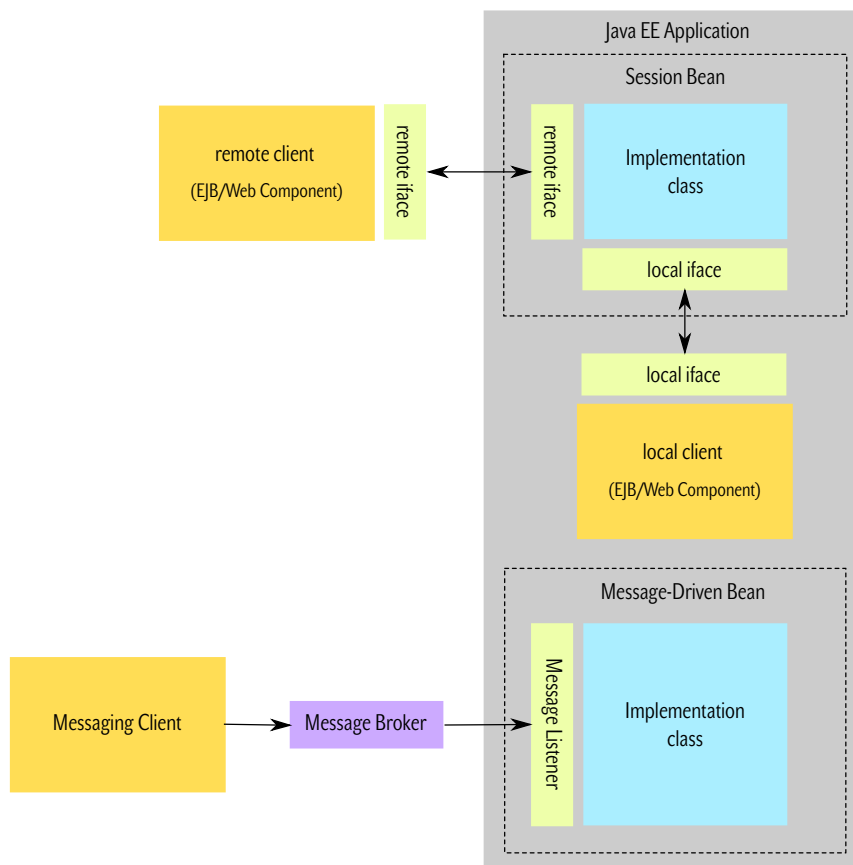 Java EE Application
Session Bean
remote client
(EJB/Web Component)
remote iface
remote iface
Implementation
class
local iface
local iface
local client
(EJB/Web Component)
Message-Driven Bean
Messaging Client
Message Broker
Message Listener
Implementation
class